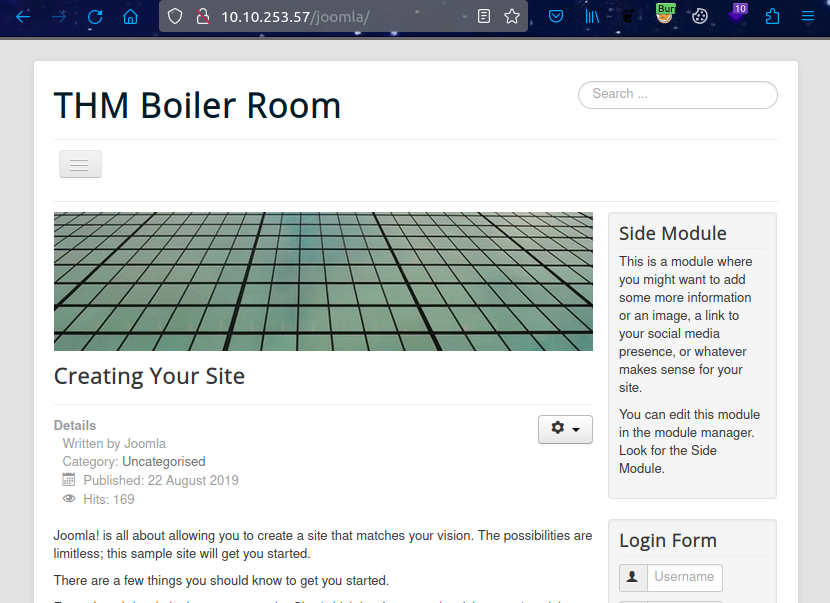 10.10.253.57/joomla/
Bur
10
THM Boiler Room
Search ...
Creating Your Site
Details
Written by Joomla
Category: Uncategorised
Published: 22 August 2019
Hits: 169
Joomla! is all about allowing you to create a site that matches your vision. The possibilities are
limitless; this sample site will get you started.
There are a few things you should know to get you started.
Side Module
This is a module where
you might want to add
some more information
or an image, a link to
your social media
presence, or whatever
makes sense for your
site.
You can edit this module
in the module manager.
Look for the Side
Module.
Login Form
Username